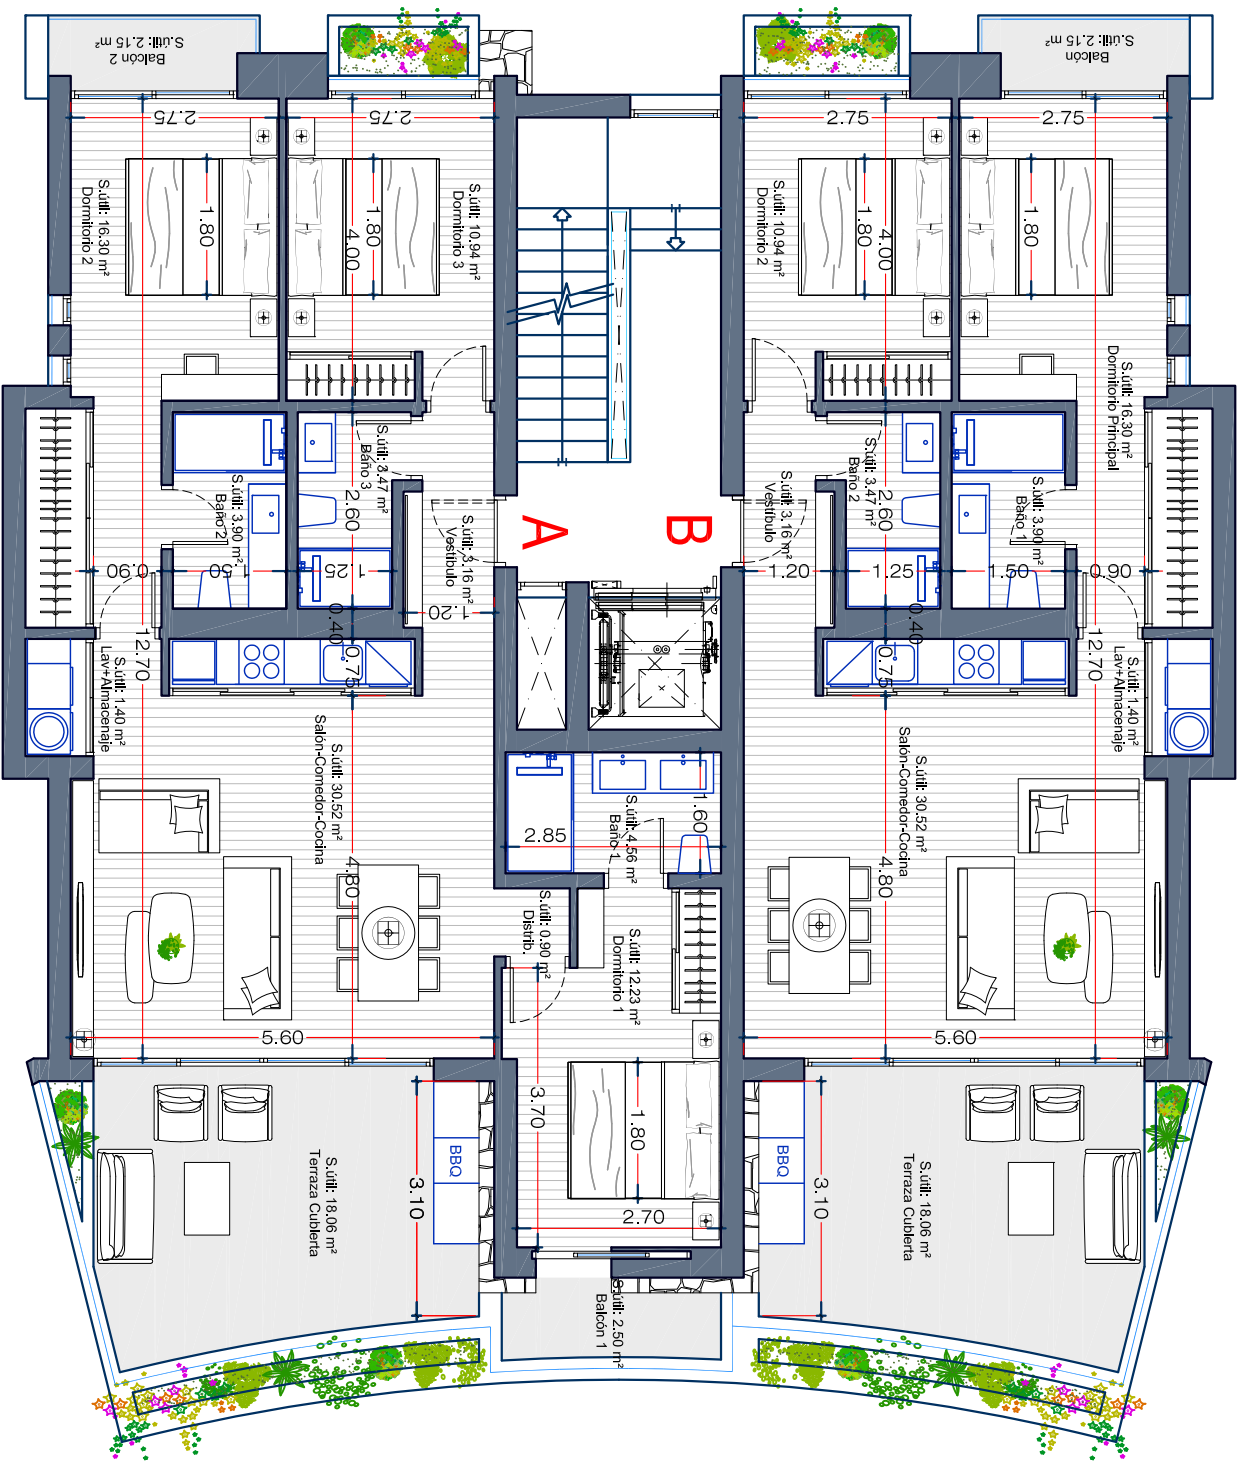 S.útil: 2.15 m²
Balcón 2
S.útil: 2.15 m²
Balcón
2.75
2.75
2.75
2.75
S.útil: 16.30 m²
Dormitorio 2
1.80
1.80
4.00
S.útil: 10.94 m²
Dormitorio 3
S.útil: 10.94 m²
Dormitorio 2
1.80
4.00
1.80
S.útil: 16.30 m²
Dormitorio Principal
S.útil: 3.90 m²
Baño 2
S.útil: 3.47 m²
Baño 3
2.60
S.útil: 3.16 m²
Vestíbulo
A
B
S.útil: 3.16 m²
Vestíbulo
S.útil: 3.47 m²
Baño 2
2.60
S.útil: 3.90 m²
Baño 1
0.90
1.50
1.25
1.20
1.20
1.25
1.50
0.90
0.40
0.75
0.40
0.75
12.70
12.70
S.útil: 1.40 m²
Lav+Almacenaje
S.útil: 1.40 m²
Lav+Almacenaje
S.útil: 30.52 m²
Salón-Comedor-Cocina
S.útil: 30.52 m²
Salón-Comedor-Cocina
4.80
4.80
2.85
1.60
S.útil: 4.56 m²
Baño 1
S.útil: 0.90 m²
Distrib.
S.útil: 12.23 m²
Dormitorio 1
5.60
5.60
3.70
1.80
2.70
BBQ
BBQ
3.10
3.10
S.útil: 18.06 m²
Terraza Cubierta
S.útil: 18.06 m²
Terraza Cubierta
S.útil: 2.50 m²
Balcón 1